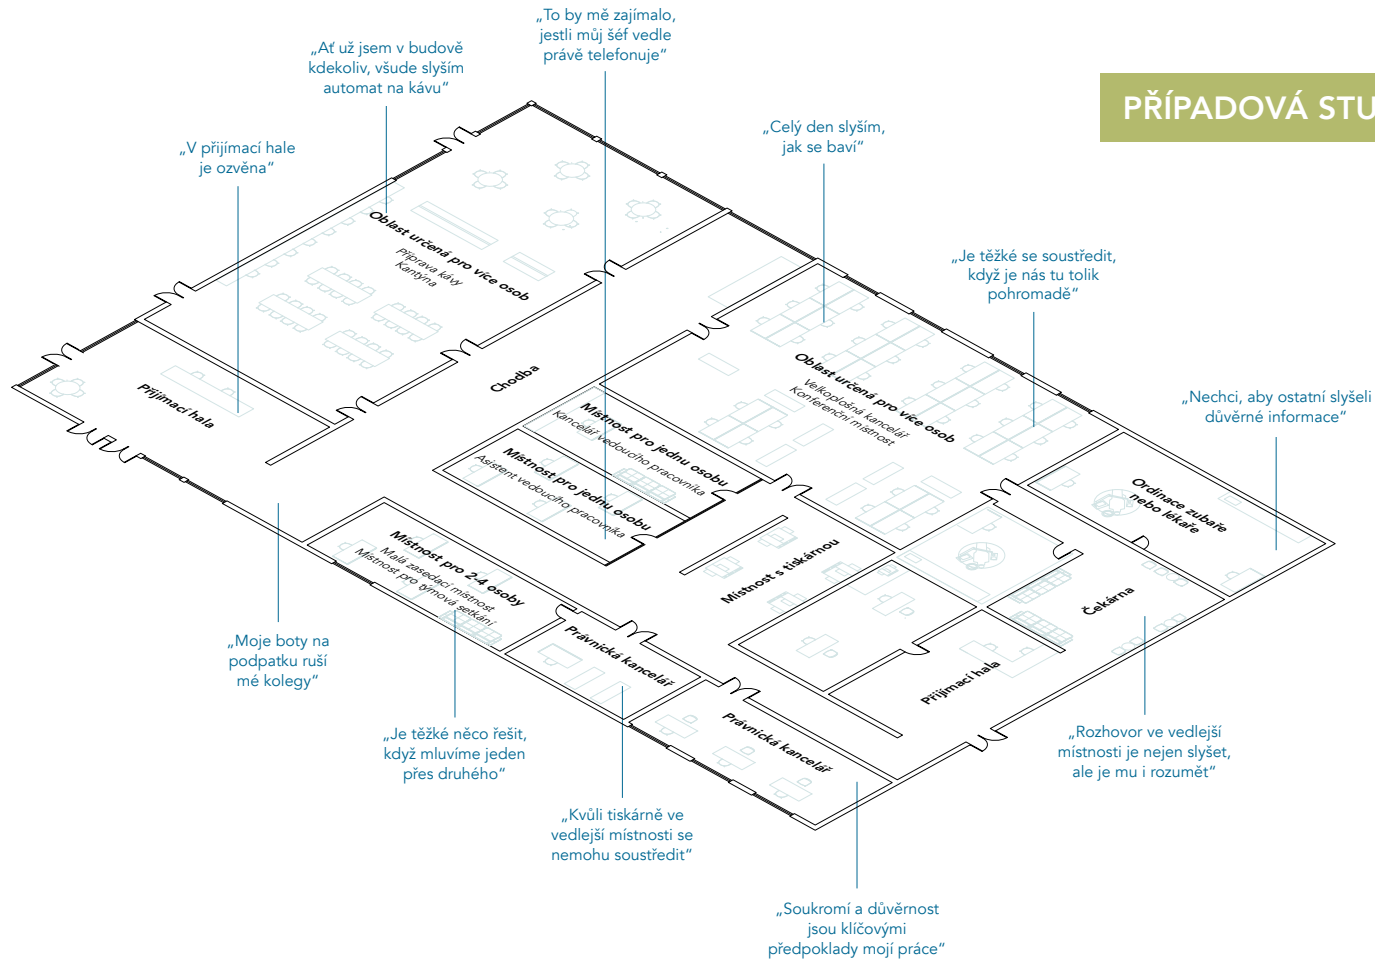 „To by mě zajímalo,
jestli můj šéf vedle
právě telefonuje“
„Ať už jsem v budově
kdekoliv, všude slyším
automat na kávu“
PŘÍPADOVÁ STU
„Celý den slyším,
jak se baví“
„V přijímací hale
je ozvěna“
„Je těžké se soustředit,
když je nás tu tolik
pohromadě“
Oblast určená pro více osob
Příprava kávy
Kantýna
Chodba
Přijímací hala
Oblast určená pro více osob
Velkoplošná kancelář
Konferenční místnost
„Nechci, aby ostatní slyšeli
důvěrné informace“
Místnost pro jednu osobu
Kancelář vedoucího pracovníka
Místnost pro jednu osobu
Asistent vedoucího pracovníka
Ordinace zubaře
nebo lékaře
Místnost pro 2-4 osoby
Malá zasedací místnost
Místnost pro týmová setkání
Místnost s tiskárnou
Čekárna
Právnická kancelář
Přijímací hala
Právnická kancelář
„Moje boty na
podpatku ruší
mé kolegy“
„Je těžké něco řešit,
když mluvíme jeden
přes druhého“
„Rozhovor ve vedlejší
místnosti je nejen slyšet,
ale je mu i rozumět“
„Kvůli tiskárně ve
vedlejší místnosti se
nemohu soustředit“
„Soukromí a důvěrnost
jsou klíčovými
předpoklady mojí práce“